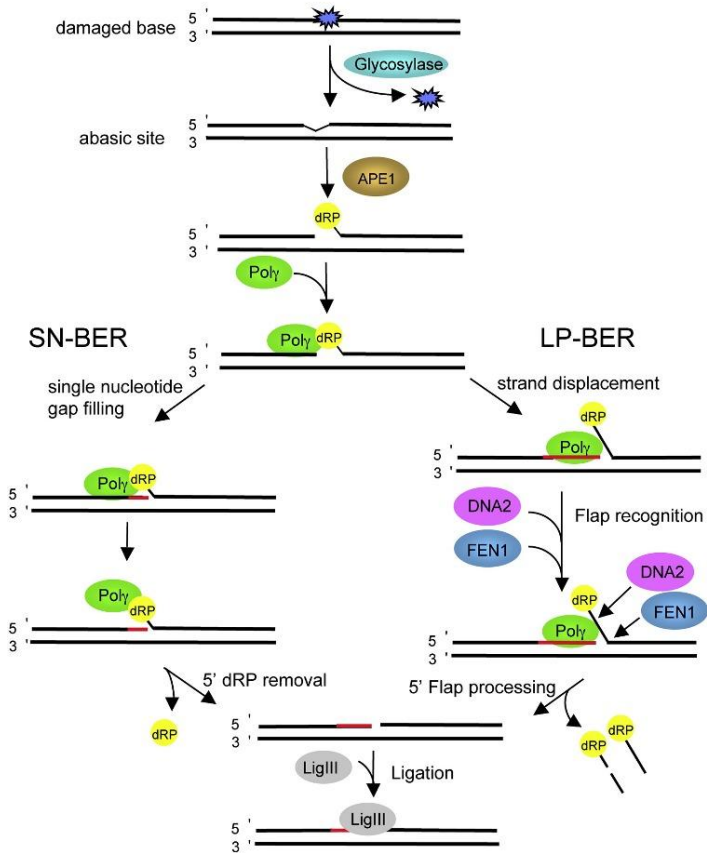 damaged base
5 '
3 '
Glycosylase
abasic site
5 '
3 '
APE1
dRP
5 '
3 '
Polγ
SN-BER
LP-BER
Polγ
dRP
5 '
3 '
single nucleotide
gap filling
strand displacement
dRP
Polγ
5 '
3 '
Polγ
dRP
5 '
3 '
DNA2
FEN1
Flap recognition
Polγ
dRP
5 '
3 '
dRP
DNA2
FEN1
Polγ
5 '
3 '
5' dRP removal
5' Flap processing
dRP
5 '
3 '
dRP
dRP
LigIII
Ligation
LigIII
5 '
3 '